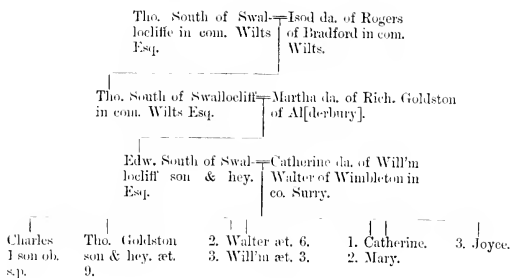 Tho. South of Swal-
locliffe in com. Wilts
Esq.
Isod da. of Rogers
of Bradford in com.
Wilts.
Tho. South of Swallocliff
in com. Wilts Esq.
Martha da. of Rich. Goldston
of Al[derbury].
Edw. South of Swal-
locliff son & hey.
Esq.
Catherine da. of Will'm
Walter of Wimbleton in
co. Surry.
Charles
1 son ob.
s.p.
Tho. Goldston
son & hey. æt.
9.
2. Walter æt. 6.
3. Will'm æt. 3.
1. Catherine.
2. Mary.
3. Joyce.